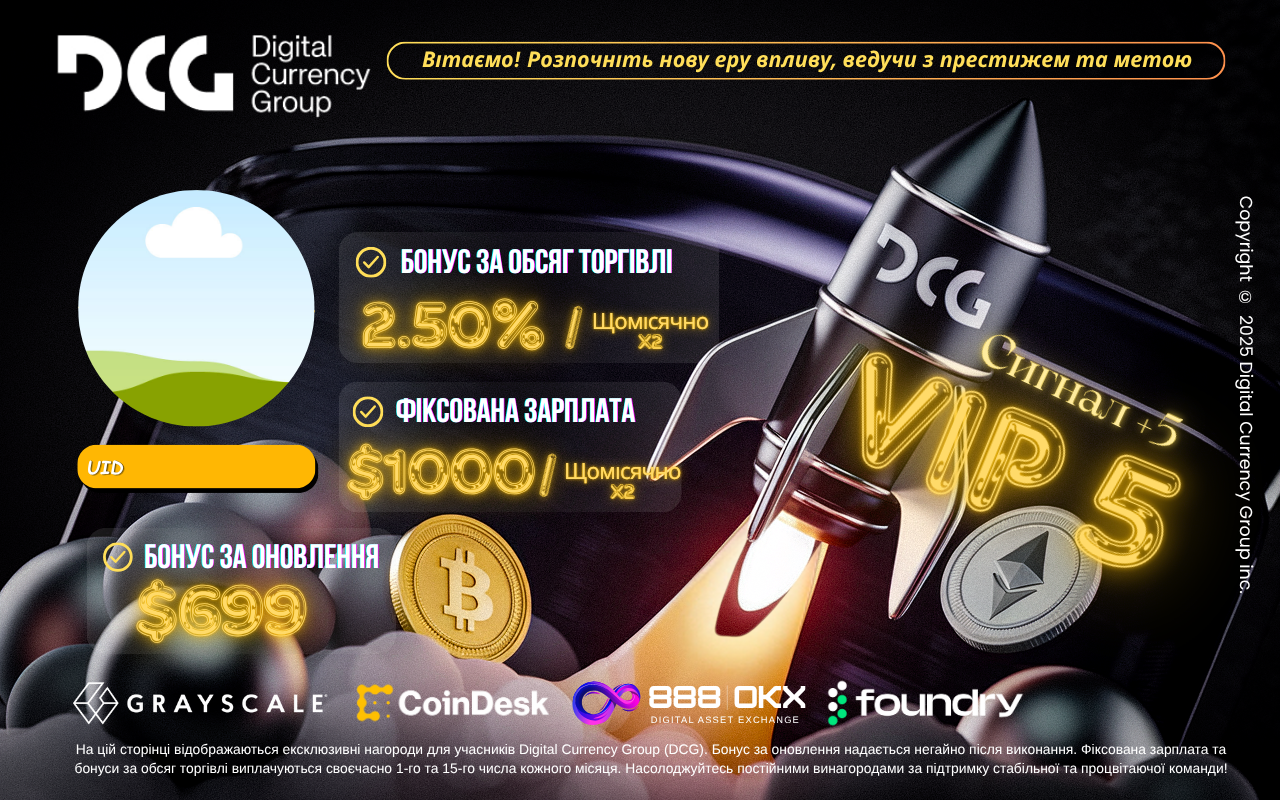 DCG
Digital
Currency
Group
Вітаємо! Розпочніть нову еру впливу, ведучи з престижем та метою
DCG
БОНУС ЗА ОБСЯГ ТОРГІВЛІ
2.50% / Щомісячно
X2
ФІКСОВАНА ЗАРПЛАТА
$1000/ Щомісячно
X2
UID
БОНУС ЗА ОНОВЛЕННЯ
$699
Сигнал +5
VIP 5
Copyright © 2025 Digital Currency Group Inc.
GRAYSCALE
CoinDesk
888 OKX
DIGITAL ASSET EXCHANGE
foundry
На цій сторінці відображаються ексклюзивні нагороди для учасників Digital Currency Group (DCG). Бонус за оновлення надається негайно після виконання. Фіксована зарплата та
бонуси за обсяг торгівлі виплачуються своєчасно 1-го та 15-го числа кожного місяця. Насолоджуйтесь постійними винагородами за підтримку стабільної та процвітаючої команди!